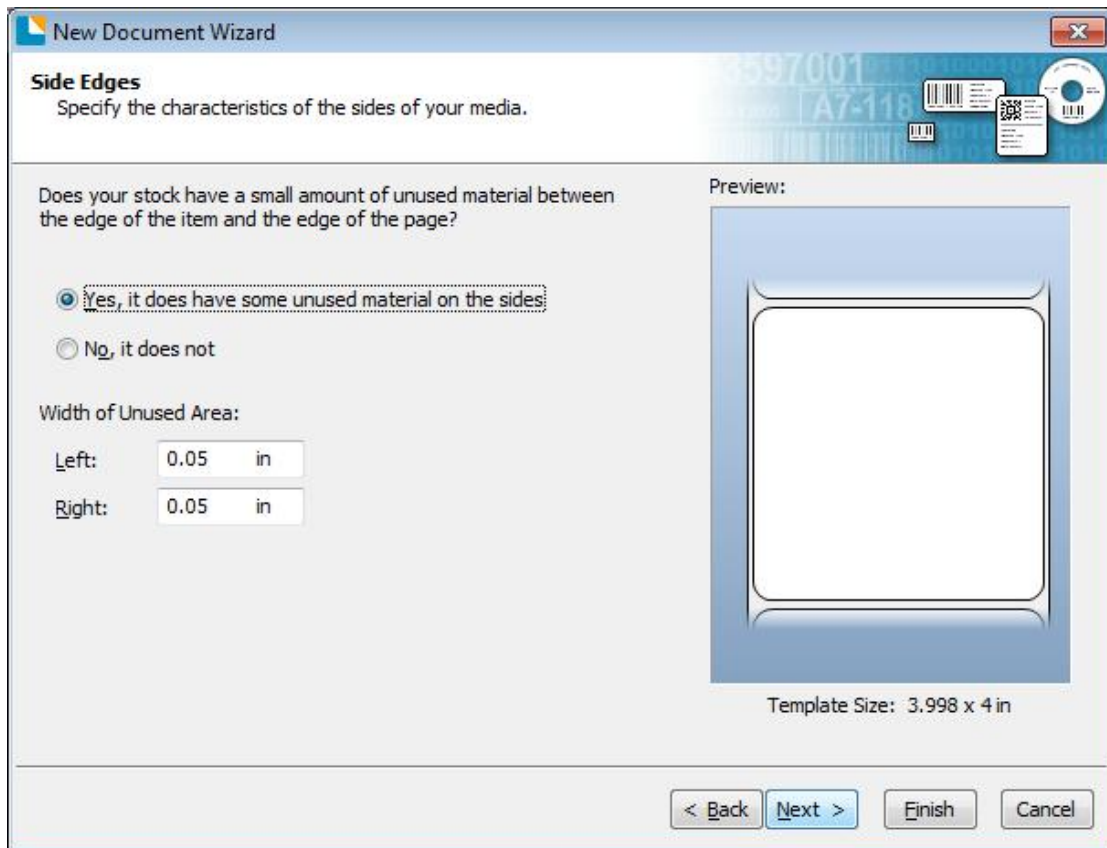 New Document Wizard
Side Edges
Specify the characteristics of the sides of your media.
3597001
A7-118
Does your stock have a small amount of unused material between
the edge of the item and the edge of the page?
Preview:
Yes, it does have some unused material on the sides
No, it does not
Width of Unused Area:
Left: 0.05 in
Right: 0.05 in
Template Size: 3.998 x 4 in
< Back Next > Finish Cancel